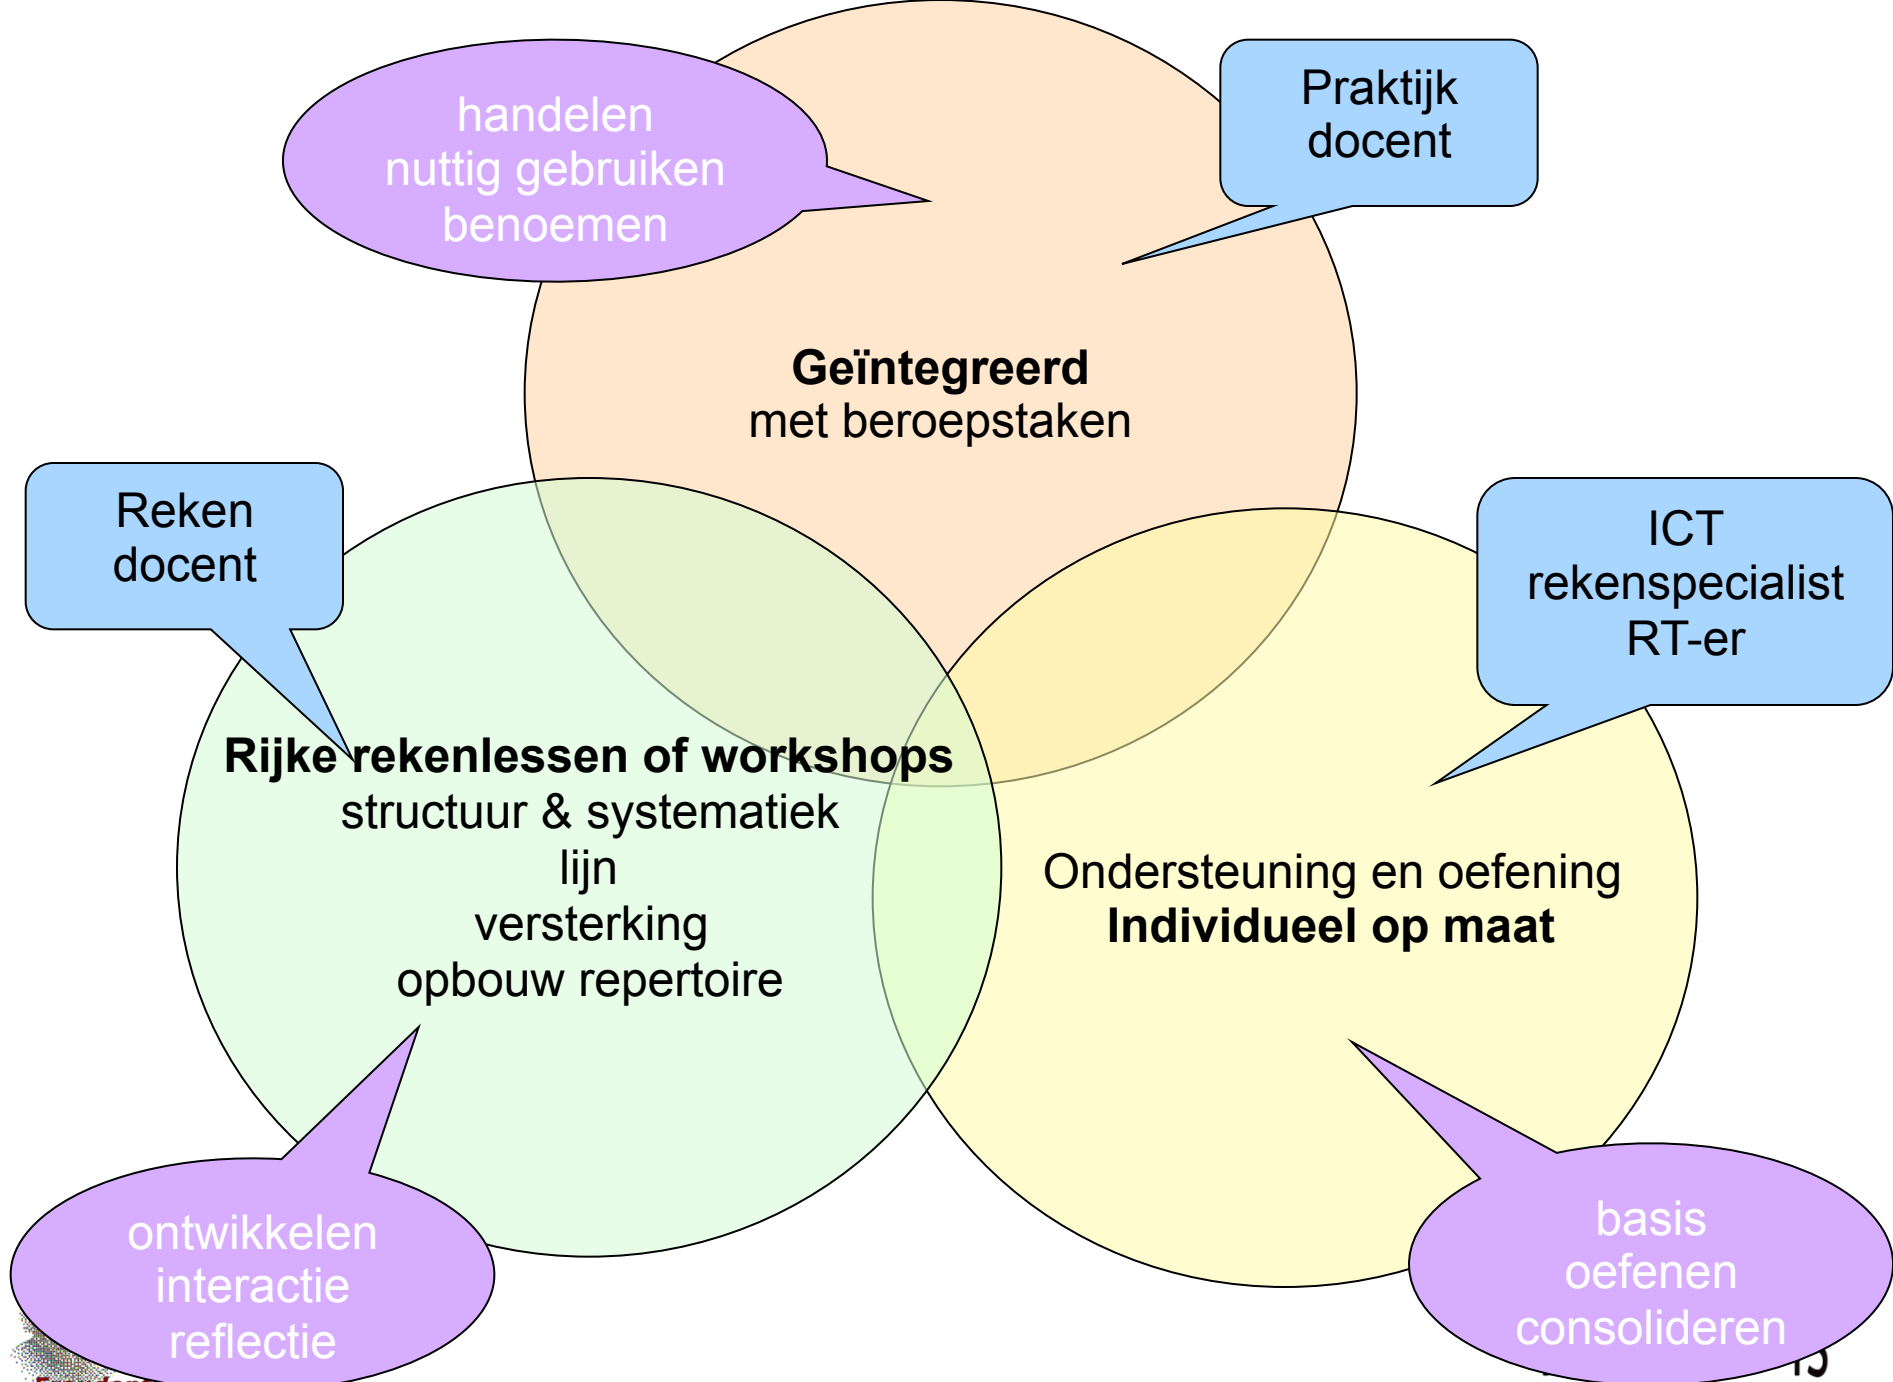 handelen
nuttig gebruiken
benoemen
Praktijk
docent
Geïntegreerd
met beroepstaken
Reken
docent
ICT
rekenspecialist
RT-er
Rijke rekenlessen of workshops
structuur & systematiek
lijn
versterking
opbouw repertoire
Ondersteuning en oefening
Individueel op maat
ontwikkelen
interactie
reflectie
basis
oefenen
consolideren